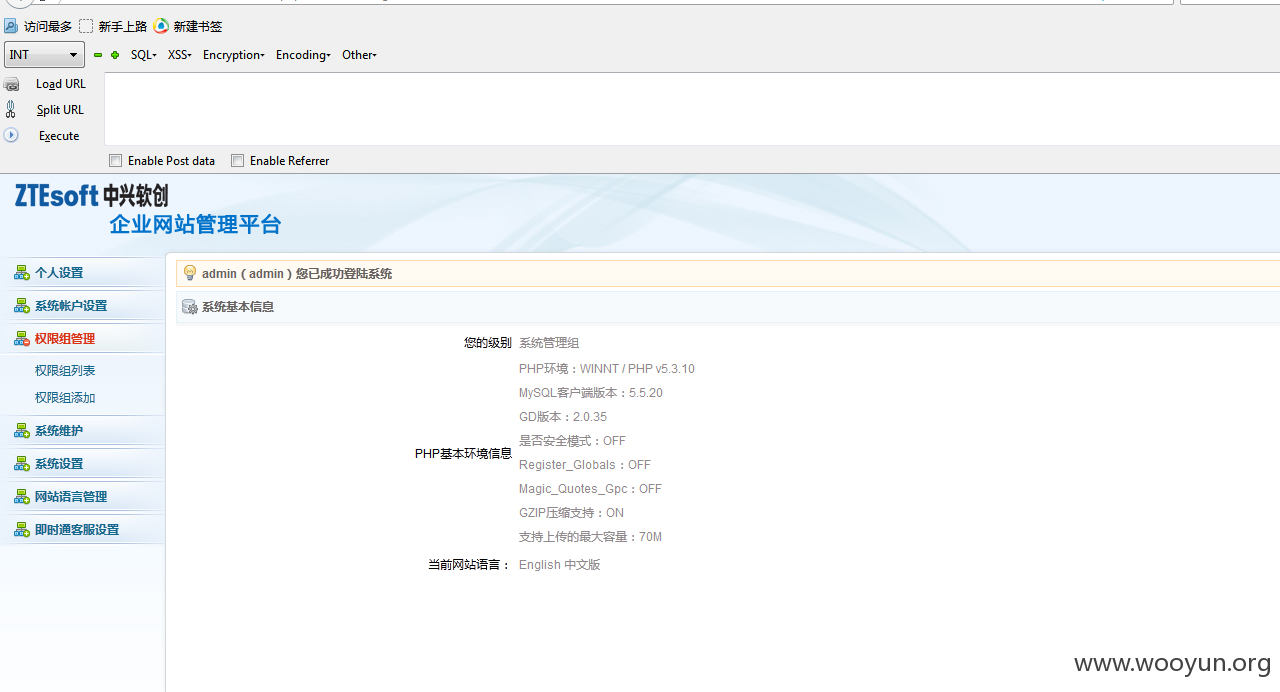 访问最多 新手上路 新建书签
INT SQL XSS Encryption Encoding Other
Load URL
Split URL
Execute
Enable Post data Enable Referrer
ZTEsoft 中兴软创
企业网站管理平台
个人设置
系统帐户设置
权限组管理
权限组列表
权限组添加
系统维护
系统设置
网站语言管理
即时通客服设置
admin ( admin ) 您已成功登陆系统
系统基本信息
您的级别 系统管理组
PHP基本环境信息
PHP环境：WINNT / PHP v5.3.10
MySQL客户端版本：5.5.20
GD版本：2.0.35
是否安全模式：OFF
Register_Globals：OFF
Magic_Quotes_Gpc：OFF
GZIP压缩支持：ON
支持上传的最大容量：70M
当前网站语言： English 中文版
www.wooyun.org